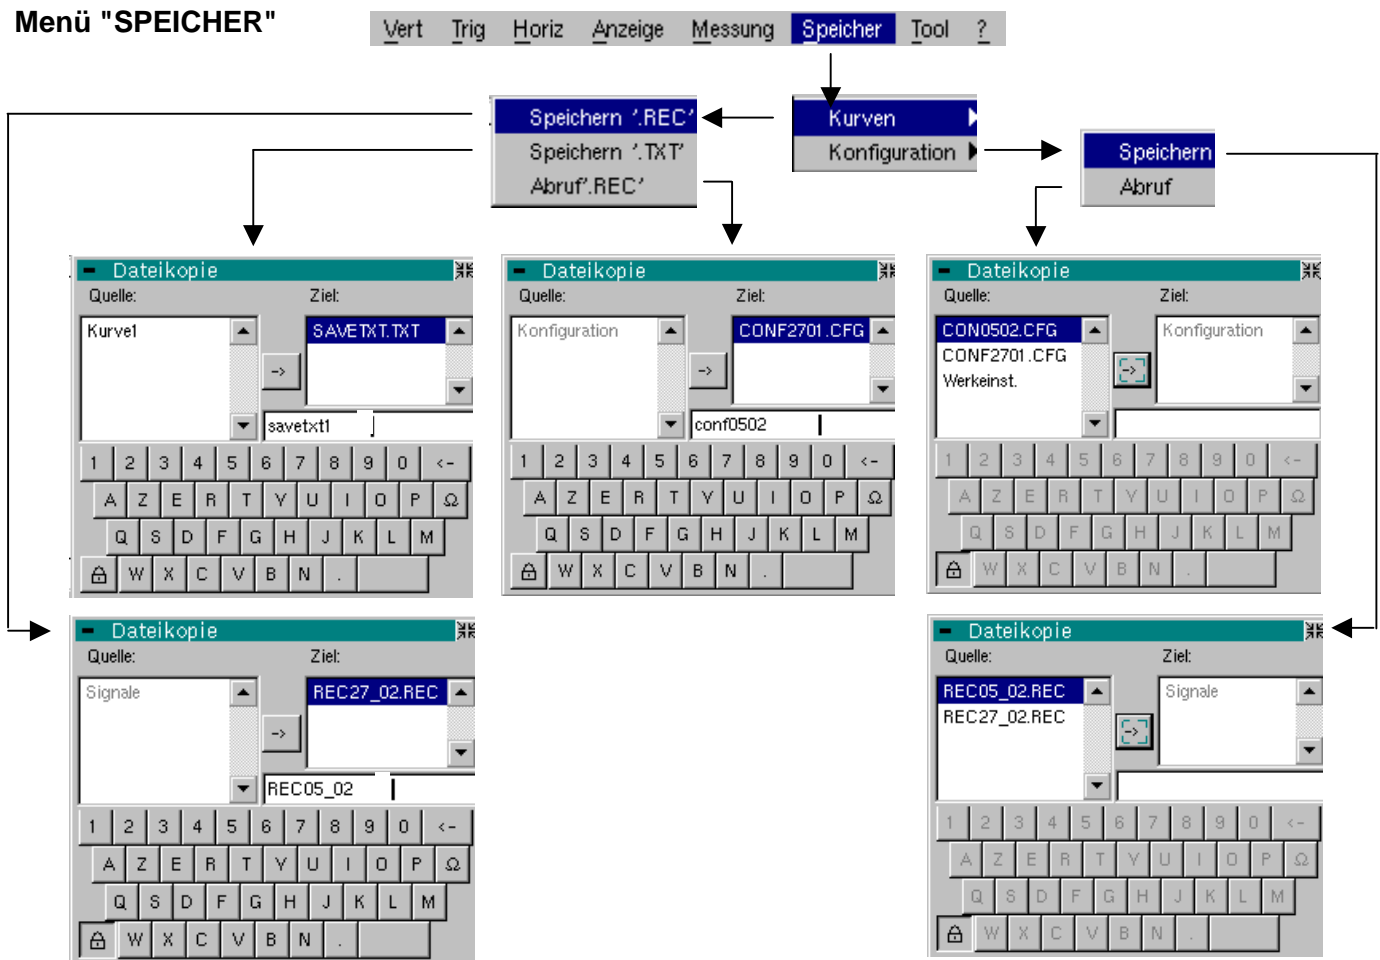 Menü "SPEICHER"
Vert Trig Horiz Anzeige Messung Speicher Tool ?
Speichern '.REC'
Speichern '.TXT'
Abruf'.REC'
Kurven
Konfiguration
Speichern
Abruf
Dateikopie
Quelle: Ziel:
Kurve1 SAVETXT.TXT
->
savetxt1
1 2 3 4 5 6 7 8 9 0 <-
A Z E R T Y U I O P Ω
Q S D F G H J K L M
W X C V B N .
Dateikopie
Quelle: Ziel:
Konfiguration CONF2701.CFG
->
conf0502
1 2 3 4 5 6 7 8 9 0 <-
A Z E R T Y U I O P Ω
Q S D F G H J K L M
W X C V B N .
Dateikopie
Quelle: Ziel:
CON0502.CFG Konfiguration
CONF2701.CFG
->
Werkeinst.
1 2 3 4 5 6 7 8 9 0 <-
A Z E R T Y U I O P Ω
Q S D F G H J K L M
W X C V B N .
Dateikopie
Quelle: Ziel:
Signale REC27_02.REC
->
REC05_02
1 2 3 4 5 6 7 8 9 0 <-
A Z E R T Y U I O P Ω
Q S D F G H J K L M
W X C V B N .
Dateikopie
Quelle: Ziel:
REC05_02.REC Signale
REC27_02.REC
->
1 2 3 4 5 6 7 8 9 0 <-
A Z E R T Y U I O P Ω
Q S D F G H J K L M
W X C V B N .